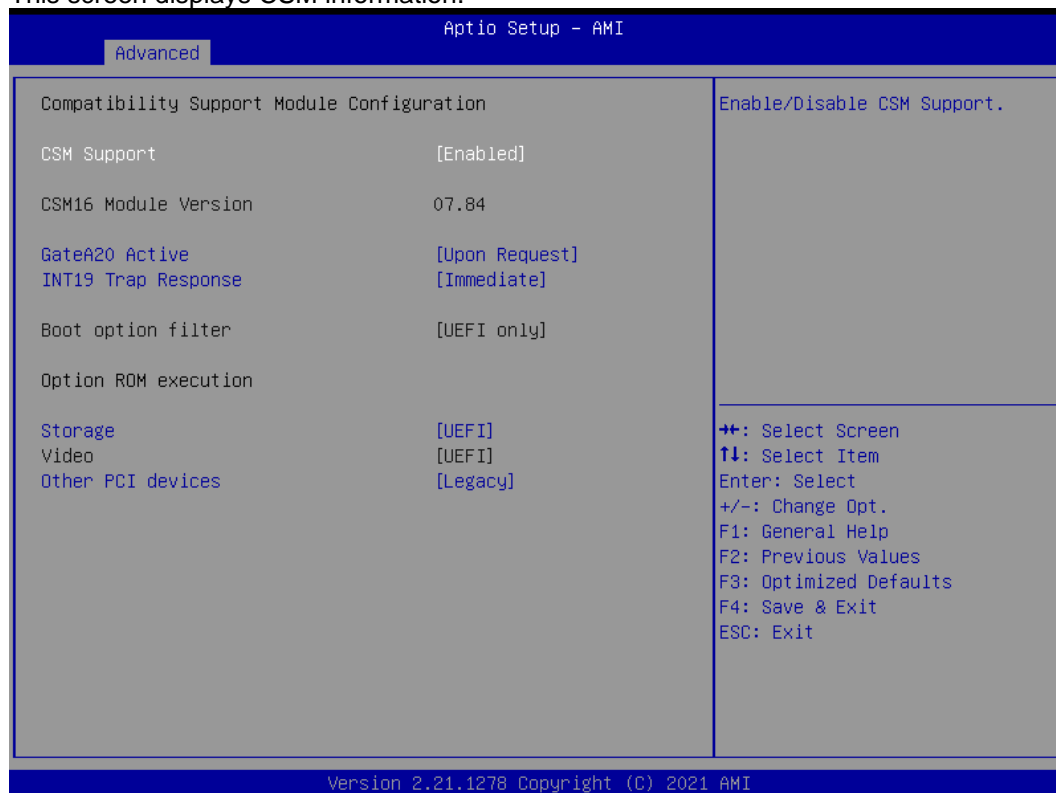 This screen displays CSM information.
Aptio Setup – AMI
Advanced
Compatibility Support Module Configuration
CSM Support [Enabled]
CSM16 Module Version 07.84
GateA20 Active [Upon Request]
INT19 Trap Response [Immediate]
Boot option filter [UEFI only]
Option ROM execution
Storage [UEFI]
Video [UEFI]
Other PCI devices [Legacy]
Enable/Disable CSM Support.
→←: Select Screen
↑↓: Select Item
Enter: Select
+/-: Change Opt.
F1: General Help
F2: Previous Values
F3: Optimized Defaults
F4: Save & Exit
ESC: Exit
Version 2.21.1278 Copyright (C) 2021 AMI